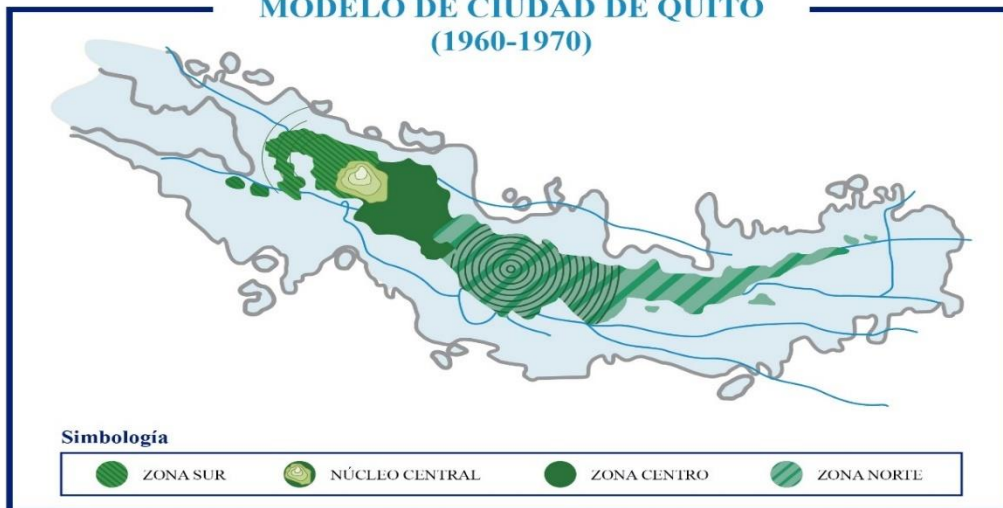 MODELO DE CIUDAD DE QUITO
(1960-1970)
Simbología
ZONA SUR
NÚCLEO CENTRAL
ZONA CENTRO
ZONA NORTE